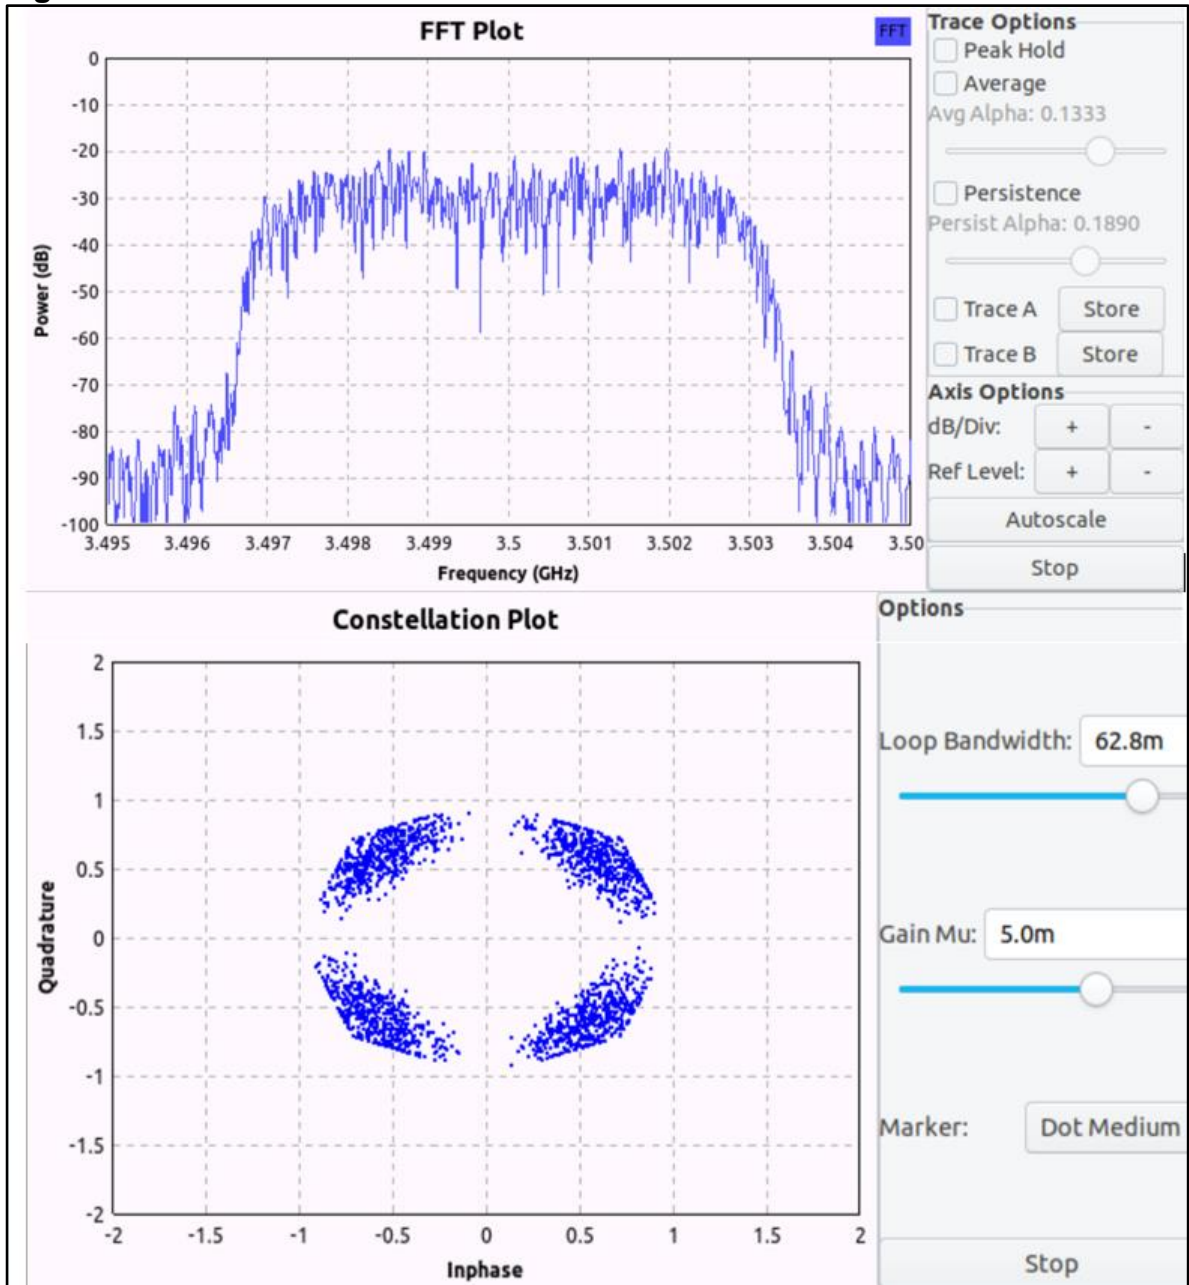 FFT Plot
FFT
0
-10
-20
-30
-40
-50
-60
-70
-80
-90
-100
Power (dB)
3.495 3.496 3.497 3.498 3.499 3.5 3.501 3.502 3.503 3.504 3.50
Frequency (GHz)
Trace Options
Peak Hold
Average
Avg Alpha: 0.1333
Persistence
Persist Alpha: 0.1890
Trace A Store
Trace B Store
Axis Options
dB/Div: + -
Ref Level: + -
Autoscale
Stop
Constellation Plot
2
1.5
1
0.5
0
-0.5
-1
-1.5
-2
Quadrature
-2 -1.5 -1 -0.5 0 0.5 1 1.5 2
Inphase
Options
Loop Bandwidth: 62.8m
Gain Mu: 5.0m
Marker: Dot Medium
Stop